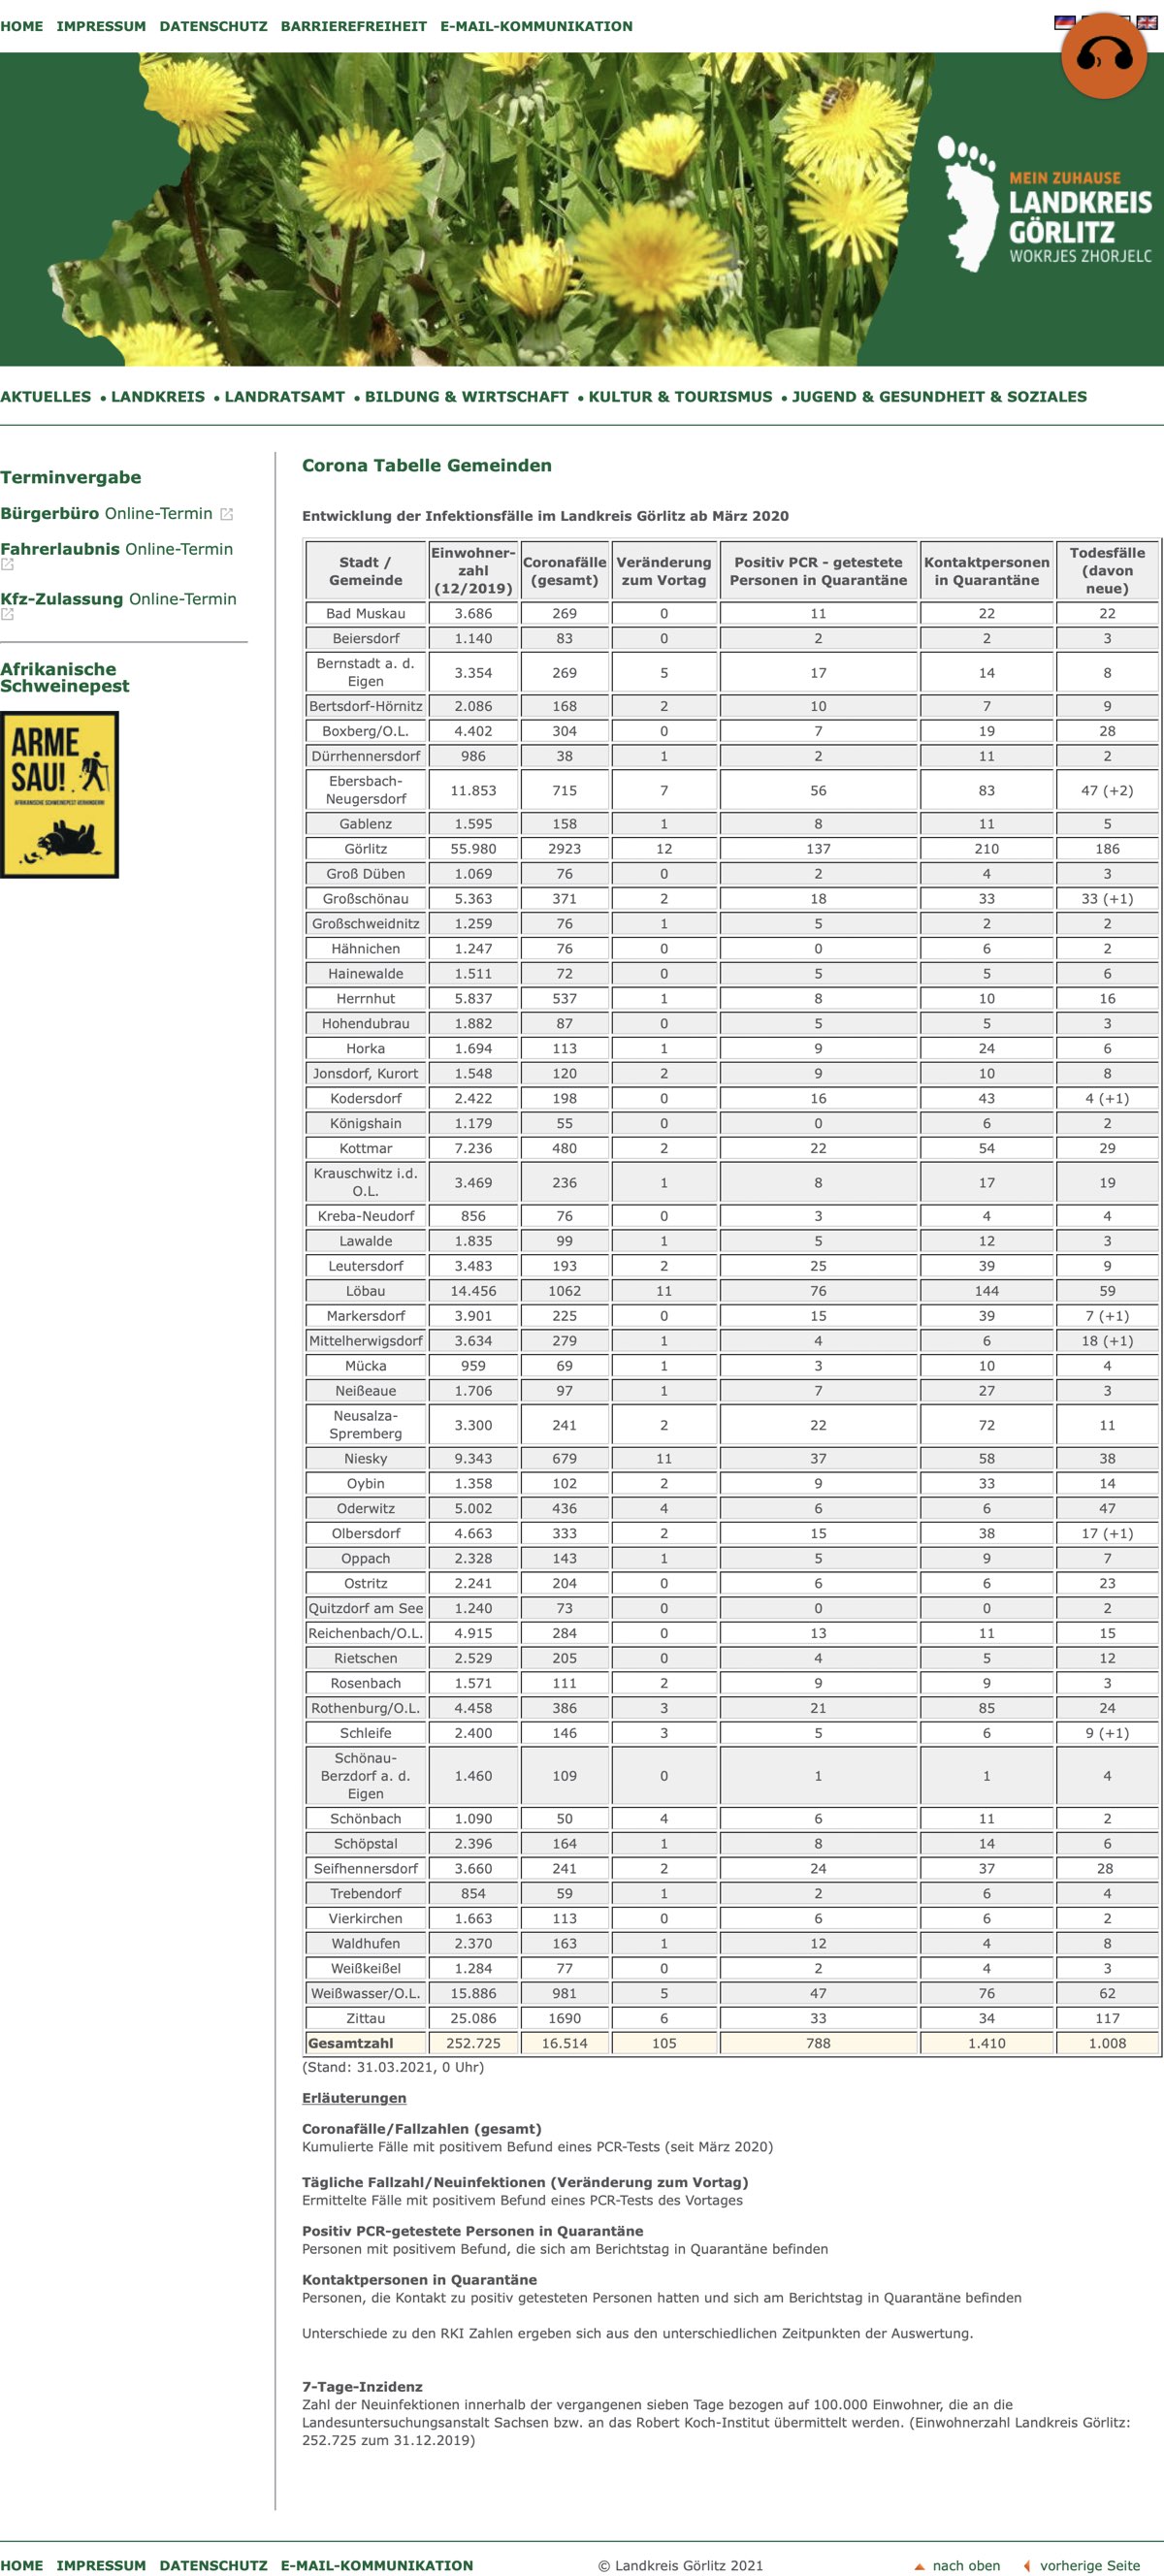 HOME IMPRESSUM DATENSCHUTZ BARRIEREFREIHEIT E-MAIL-KOMMUNIKATION
MEIN ZUHAUSE
LANDKREIS
GÖRLITZ
WOKRJES ZHORJELC
AKTUELLES • LANDKREIS • LANDRATSAMT • BILDUNG & WIRTSCHAFT • KULTUR & TOURISMUS • JUGEND & GESUNDHEIT & SOZIALES
Terminvergabe
Bürgerbüro Online-Termin
Fahrerlaubnis Online-Termin
Kfz-Zulassung Online-Termin
Afrikanische
Schweinepest
ARME
SAU!
AFRIKANISCHE SCHWEINEPEST VERHINDERN!
Corona Tabelle Gemeinden
Entwicklung der Infektionsfälle im Landkreis Görlitz ab März 2020
Stadt / Gemeinde Einwohner-zahl (12/2019) Coronafälle (gesamt) Veränderung zum Vortag Positiv PCR - getestete Personen in Quarantäne Kontaktpersonen in Quarantäne Todesfälle (davon neue)
Bad Muskau 3.686 269 0 11 22 22
Beiersdorf 1.140 83 0 2 2 3
Bernstadt a. d. Eigen 3.354 269 5 17 14 8
Bertsdorf-Hörnitz 2.086 168 2 10 7 9
Boxberg/O.L. 4.402 304 0 7 19 28
Dürrhennersdorf 986 38 1 2 11 2
Ebersbach-Neugersdorf 11.853 715 7 56 83 47 (+2)
Gablenz 1.595 158 1 8 11 5
Görlitz 55.980 2923 12 137 210 186
Groß Düben 1.069 76 0 2 4 3
Großschönau 5.363 371 2 18 33 33 (+1)
Großschweidnitz 1.259 76 1 5 2 2
Hähnichen 1.247 76 0 0 6 2
Hainewalde 1.511 72 0 5 5 6
Herrnhut 5.837 537 1 8 10 16
Hohendubrau 1.882 87 0 5 5 3
Horka 1.694 113 1 9 24 6
Jonsdorf, Kurort 1.548 120 2 9 10 8
Kodersdorf 2.422 198 0 16 43 4 (+1)
Königshain 1.179 55 0 0 6 2
Kottmar 7.236 480 2 22 54 29
Krauschwitz i.d. O.L. 3.469 236 1 8 17 19
Kreba-Neudorf 856 76 0 3 4 4
Lawalde 1.835 99 1 5 12 3
Leutersdorf 3.483 193 2 25 39 9
Löbau 14.456 1062 11 76 144 59
Markersdorf 3.901 225 0 15 39 7 (+1)
Mittelherwigsdorf 3.634 279 1 4 6 18 (+1)
Mücka 959 69 1 3 10 4
Neißeaue 1.706 97 1 7 27 3
Neusalza-Spremberg 3.300 241 2 22 72 11
Niesky 9.343 679 11 37 58 38
Oybin 1.358 102 2 9 33 14
Oderwitz 5.002 436 4 6 6 47
Olbersdorf 4.663 333 2 15 38 17 (+1)
Oppach 2.328 143 1 5 9 7
Ostritz 2.241 204 0 6 6 23
Quitzdorf am See 1.240 73 0 0 0 2
Reichenbach/O.L. 4.915 284 0 13 11 15
Rietschen 2.529 205 0 4 5 12
Rosenbach 1.571 111 2 9 9 3
Rothenburg/O.L. 4.458 386 3 21 85 24
Schleife 2.400 146 3 5 6 9 (+1)
Schönau-Berzdorf a. d. Eigen 1.460 109 0 1 1 4
Schönbach 1.090 50 4 6 11 2
Schöpstal 2.396 164 1 8 14 6
Seifhennersdorf 3.660 241 2 24 37 28
Trebendorf 854 59 1 2 6 4
Vierkirchen 1.663 113 0 6 6 2
Waldhufen 2.370 163 1 12 4 8
Weißkeißel 1.284 77 0 2 4 3
Weißwasser/O.L. 15.886 981 5 47 76 62
Zittau 25.086 1690 6 33 34 117
Gesamtzahl 252.725 16.514 105 788 1.410 1.008
(Stand: 31.03.2021, 0 Uhr)
Erläuterungen
Coronafälle/Fallzahlen (gesamt)
Kumulierte Fälle mit positivem Befund eines PCR-Tests (seit März 2020)
Tägliche Fallzahl/Neuinfektionen (Veränderung zum Vortag)
Ermittelte Fälle mit positivem Befund eines PCR-Tests des Vortages
Positiv PCR-getestete Personen in Quarantäne
Personen mit positivem Befund, die sich am Berichtstag in Quarantäne befinden
Kontaktpersonen in Quarantäne
Personen, die Kontakt zu positiv getesteten Personen hatten und sich am Berichtstag in Quarantäne befinden
Unterschiede zu den RKI Zahlen ergeben sich aus den unterschiedlichen Zeitpunkten der Auswertung.
7-Tage-Inzidenz
Zahl der Neuinfektionen innerhalb der vergangenen sieben Tage bezogen auf 100.000 Einwohner, die an die
Landesuntersuchungsanstalt Sachsen bzw. an das Robert Koch-Institut übermittelt werden. (Einwohnerzahl Landkreis Görlitz:
252.725 zum 31.12.2019)
HOME IMPRESSUM DATENSCHUTZ E-MAIL-KOMMUNIKATION © Landkreis Görlitz 2021 nach oben vorherige Seite